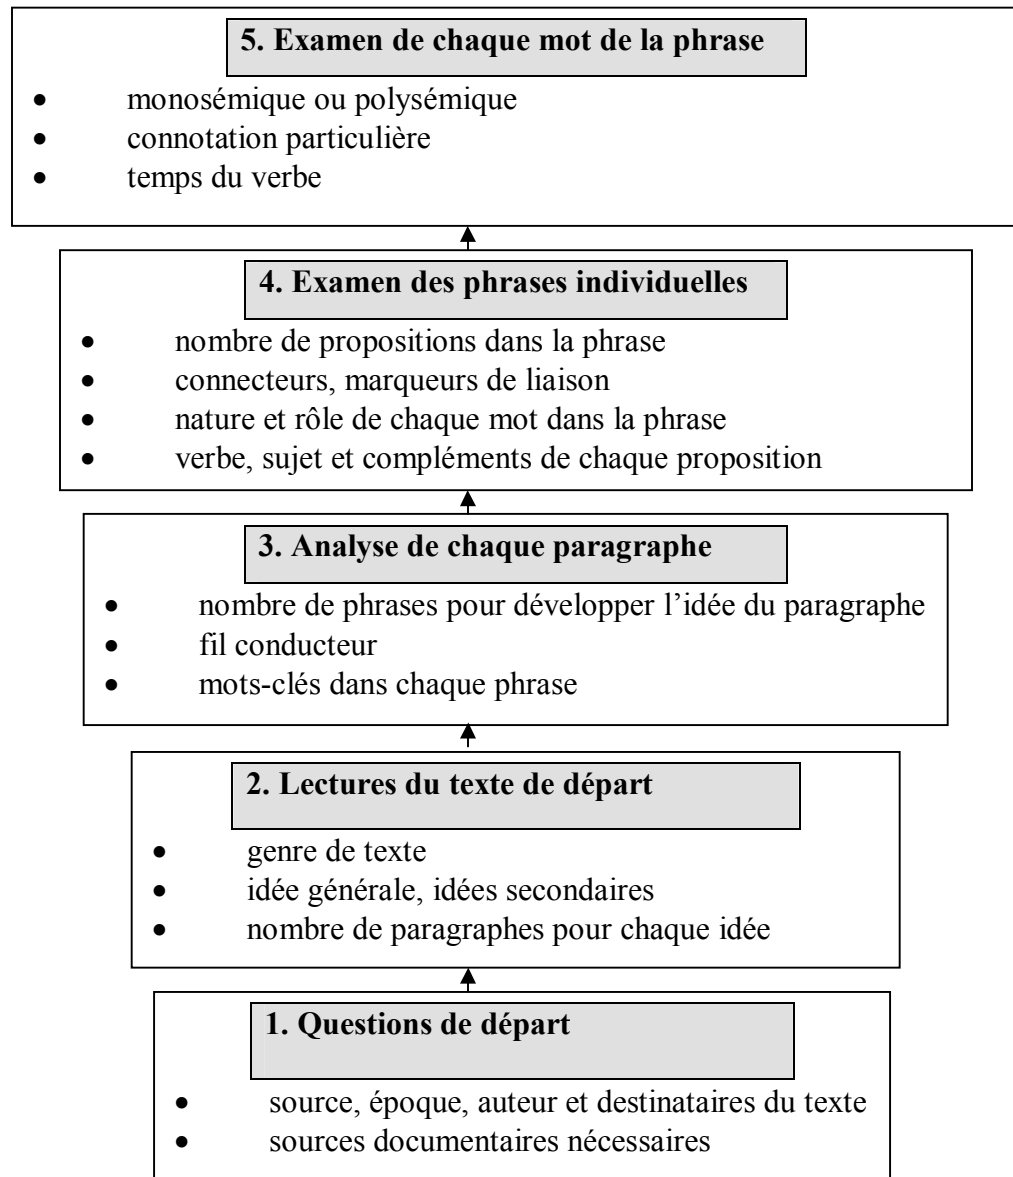 5. Examen de chaque mot de la phrase
• monosémique ou polysémique
• connotation particulière
• temps du verbe
4. Examen des phrases individuelles
• nombre de propositions dans la phrase
• connecteurs, marqueurs de liaison
• nature et rôle de chaque mot dans la phrase
• verbe, sujet et compléments de chaque proposition
3. Analyse de chaque paragraphe
• nombre de phrases pour développer l’idée du paragraphe
• fil conducteur
• mots-clés dans chaque phrase
2. Lectures du texte de départ
• genre de texte
• idée générale, idées secondaires
• nombre de paragraphes pour chaque idée
1. Questions de départ
• source, époque, auteur et destinataires du texte
• sources documentaires nécessaires